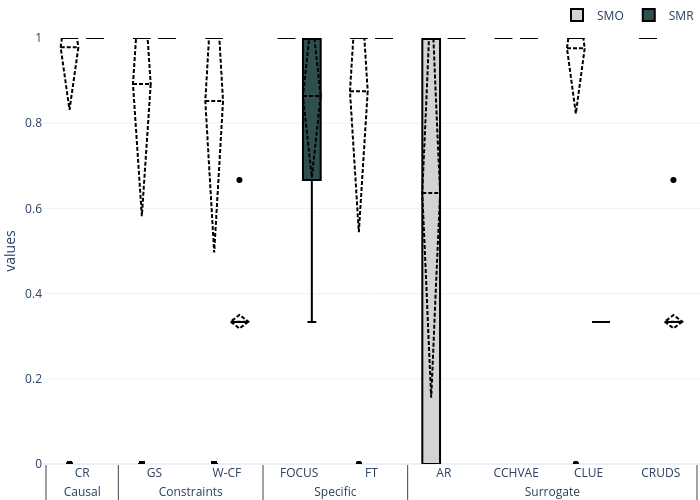 SMO SMR
values
1
0.8
0.6
0.4
0.2
0
CR GS W-CF FOCUS FT AR CCHVAE CLUE CRUDS
Causal Constraints Specific Surrogate